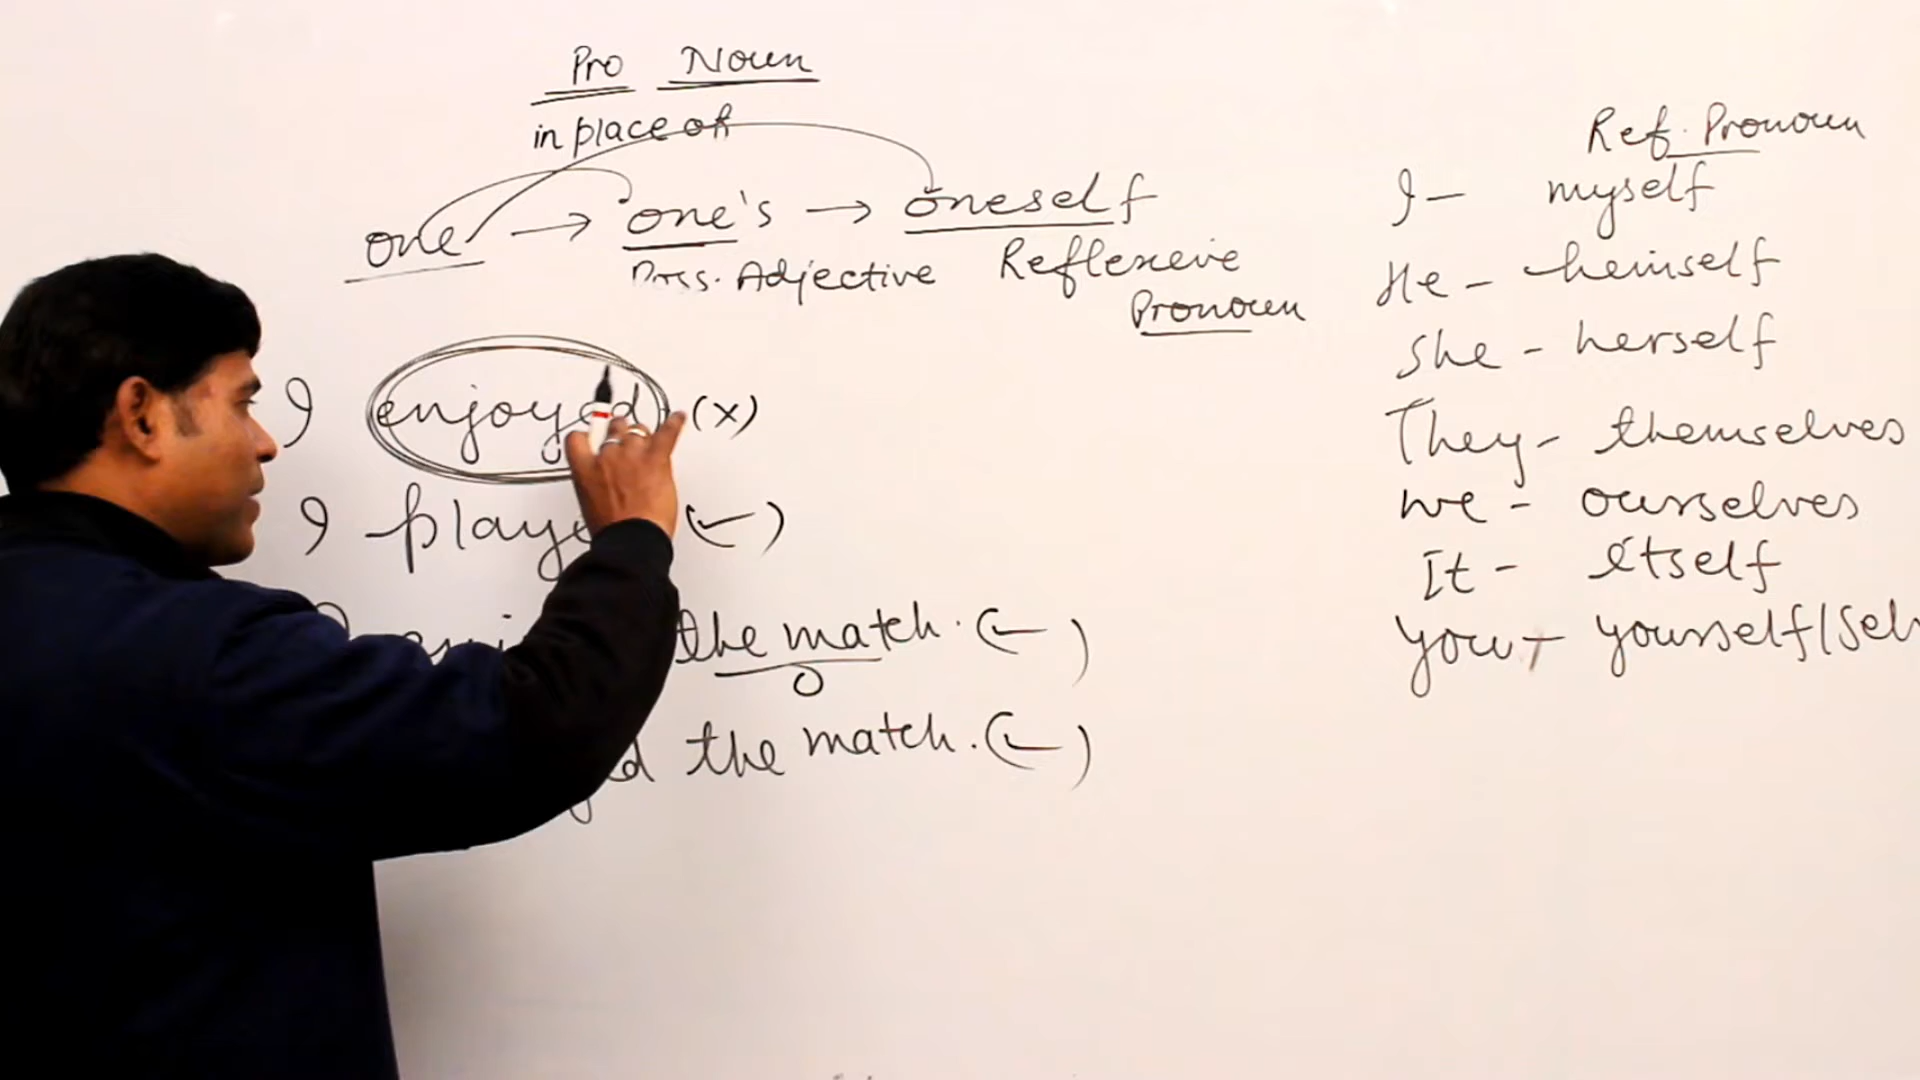 Pro Noun
in place of
one → one's → oneself
Poss. Adjective Reflexive
Pronoun
I enjoyed (x)
I played (✓)
the match. (✓)
O
the match. (✓)
Ref. Pronoun
I - myself
He - himself
She - herself
They - themselves
We - ourselves
It - itself
You - yourself/Selv